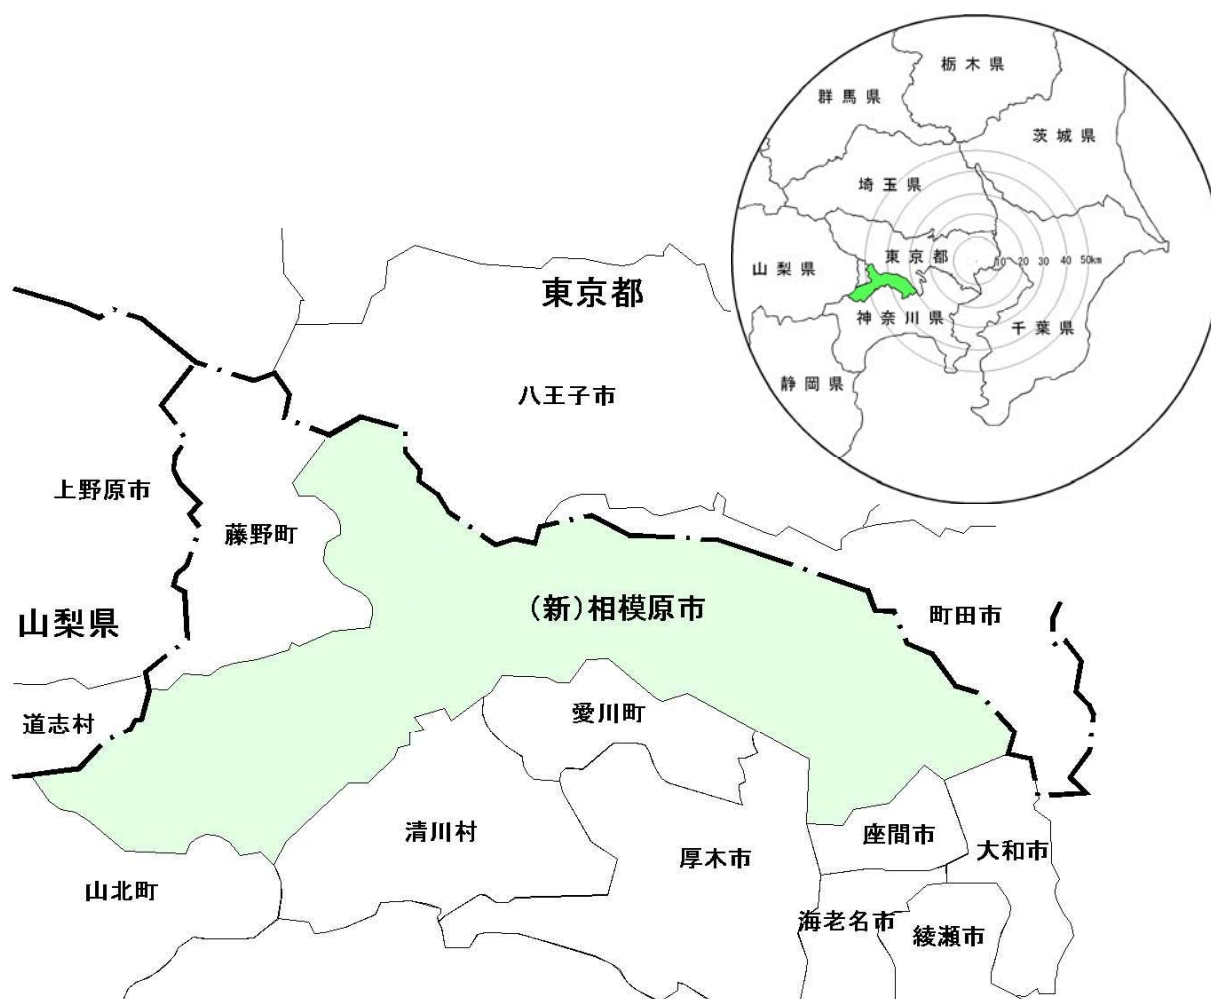 栃木県
群馬県
茨城県
埼玉県
東京都
山梨県
10 20 30 40 50km
神奈川県
千葉県
静岡県
東京都
八王子市
上野原市
藤野町
(新)相模原市
町田市
山梨県
道志村
愛川町
清川村
座間市
厚木市
大和市
山北町
海老名市
綾瀬市